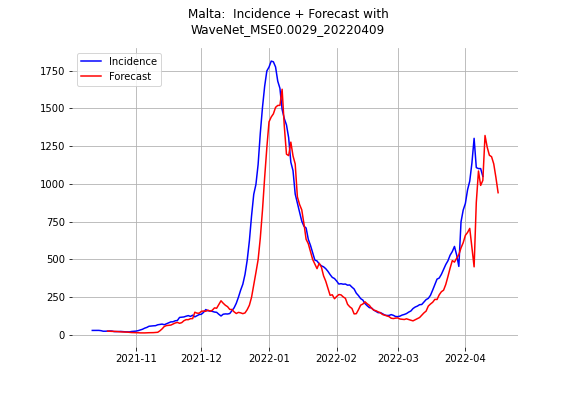 Malta:  Incidence + Forecast with
WaveNet_MSE0.0029_20220409
Incidence
Forecast
1750
1500
1250
1000
750
500
250
0
2021-11 2021-12 2022-01 2022-02 2022-03 2022-04